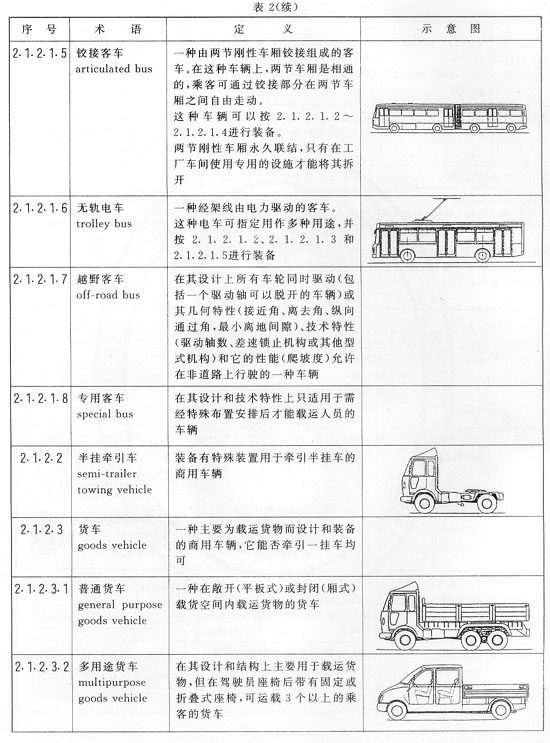 表 2(续)
序 号 术 语 定 义 示 意 图
2.1.2.1.5 铰接客车 一种由两节刚性车厢铰接组成的客
articulated bus 车。在这种车辆上,两节车厢是相通
的,乘客可通过铰接部分在两节车
厢之间自由走动。
这种车辆可以按 2.1.2.1.2～
2.1.2.1.4进行装备。
两节刚性车厢永久联结,只有在工
厂车间使用专用的设施才能将其拆
开
2.1.2.1.6 无轨电车 一种经架线由电力驱动的客车。
trolley bus 这种电车可指定用作多种用途,并
按 2.1.2.1.2、2.1.2.1.3 和
2.1.2.1.5进行装备
2.1.2.1.7 越野客车 在其设计上所有车轮同时驱动(包
off-road bus 括一个驱动轴可以脱开的车辆)或
其几何特性(接近角、离去角、纵向
通过角,最小离地间隙)、技术特性
(驱动轴数、差速锁止机构或其他型
式机构)和它的性能(爬坡度)允许
在非道路上行驶的一种车辆
2.1.2.1.8 专用客车 在其设计和技术特性上只适用于需
special bus 经特殊布置安排后才能载运人员的
车辆
2.1.2.2 半挂牵引车 装备有特殊装置用于牵引半挂车的
semi-trailer 商用车辆
towing vehicle
2.1.2.3 货车 一种主要为载运货物而设计和装备
goods vehicle 的商用车辆,它能否牵引一挂车均
可
2.1.2.3.1 普通货车 一种在敞开(平板式)或封闭(厢式)
general purpose 载货空间内载运货物的货车
goods vehicle
2.1.2.3.2 多用途货车 在其设计和结构上主要用于载运货
multipurpose 物,但在驾驶员座椅后带有固定或
goods vehicle 折叠式座椅,可运载 3 个以上的乘
客的货车